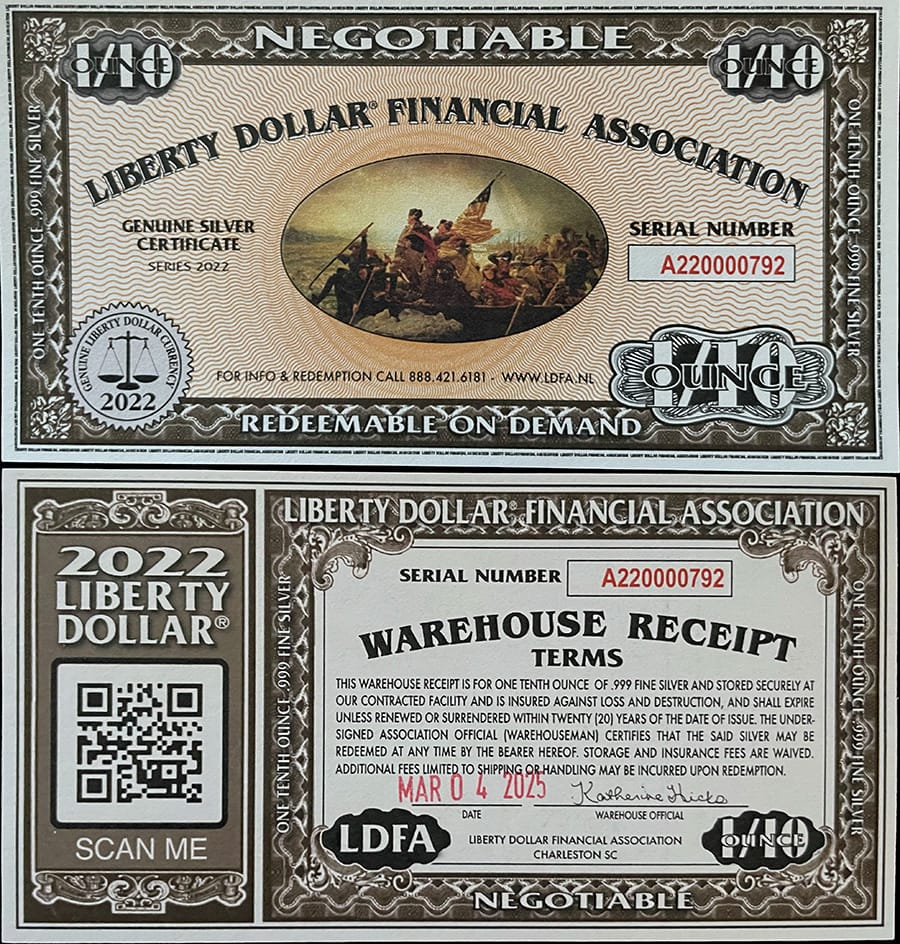 NEGOTIABLE
1/10 OUNCE
1/10 OUNCE
LIBERTY DOLLAR® FINANCIAL ASSOCIATION
ONE TENTH OUNCE .999 FINE SILVER
ONE TENTH OUNCE .999 FINE SILVER
GENUINE SILVER
CERTIFICATE
SERIES 2022
SERIAL NUMBER
A220000792
GENUINE LIBERTY DOLLAR CURRENCY
2022
1/10 OUNCE
FOR INFO & REDEMPTION CALL 888.421.6181 - WWW.LDFA.NL
REDEEMABLE ON DEMAND
2022
LIBERTY
DOLLAR®
SCAN ME
LIBERTY DOLLAR® FINANCIAL ASSOCIATION
ONE TENTH OUNCE .999 FINE SILVER
ONE TENTH OUNCE .999 FINE SILVER
SERIAL NUMBER
A220000792
WAREHOUSE RECEIPT
TERMS
THIS WAREHOUSE RECEIPT IS FOR ONE TENTH OUNCE OF .999 FINE SILVER AND STORED SECURELY AT
OUR CONTRACTED FACILITY AND IS INSURED AGAINST LOSS AND DESTRUCTION, AND SHALL EXPIRE
UNLESS RENEWED OR SURRENDERED WITHIN TWENTY (20) YEARS OF THE DATE OF ISSUE. THE UNDER-
SIGNED ASSOCIATION OFFICIAL (WAREHOUSEMAN) CERTIFIES THAT THE SAID SILVER MAY BE
REDEEMED AT ANY TIME BY THE BEARER HEREOF. STORAGE AND INSURANCE FEES ARE WAIVED.
ADDITIONAL FEES LIMITED TO SHIPPING OR HANDLING MAY BE INCURRED UPON REDEMPTION.
MAR 04 2025
Katherine Hicks
DATE
WAREHOUSE OFFICIAL
LDFA
LIBERTY DOLLAR FINANCIAL ASSOCIATION
CHARLESTON SC
1/10 OUNCE
NEGOTIABLE